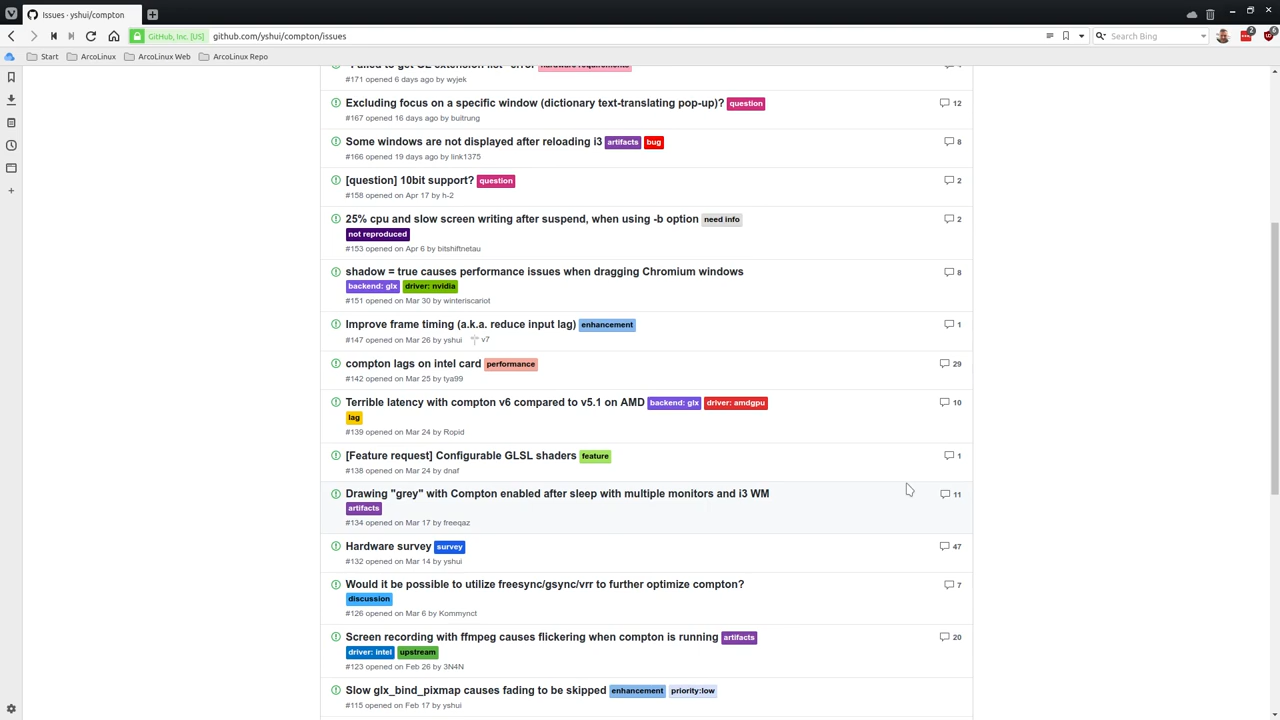 Issues · yshui/compton
GitHub, Inc. [US]
github.com/yshui/compton/issues
Search Bing
2
6
Start
ArcoLinux
ArcoLinux Web
ArcoLinux Repo
"Failed to get GL extension list" error hardware requirements
#171 opened 6 days ago by wyjek
Excluding focus on a specific window (dictionary text-translating pop-up)? question 12
#167 opened 16 days ago by buitrung
Some windows are not displayed after reloading i3 artifacts bug 8
#166 opened 19 days ago by link1375
[question] 10bit support? question 2
#158 opened on Apr 17 by h-2
25% cpu and slow screen writing after suspend, when using -b option need info 2
not reproduced
#153 opened on Apr 6 by bitshiftnetau
shadow = true causes performance issues when dragging Chromium windows 8
backend: glx driver: nvidia
#151 opened on Mar 30 by winteriscariot
Improve frame timing (a.k.a. reduce input lag) enhancement 1
#147 opened on Mar 26 by yshui v7
compton lags on intel card performance 29
#142 opened on Mar 25 by tya99
Terrible latency with compton v6 compared to v5.1 on AMD backend: glx driver: amdgpu 10
lag
#139 opened on Mar 24 by Ropid
[Feature request] Configurable GLSL shaders feature 1
#138 opened on Mar 24 by dnaf
Drawing "grey" with Compton enabled after sleep with multiple monitors and i3 WM 11
artifacts
#134 opened on Mar 17 by freeqaz
Hardware survey survey 47
#132 opened on Mar 14 by yshui
Would it be possible to utilize freesync/gsync/vrr to further optimize compton? 7
discussion
#126 opened on Mar 6 by Kommynct
Screen recording with ffmpeg causes flickering when compton is running artifacts 20
driver: intel upstream
#123 opened on Feb 26 by 3N4N
Slow glx_bind_pixmap causes fading to be skipped enhancement priority:low
#115 opened on Feb 17 by yshui